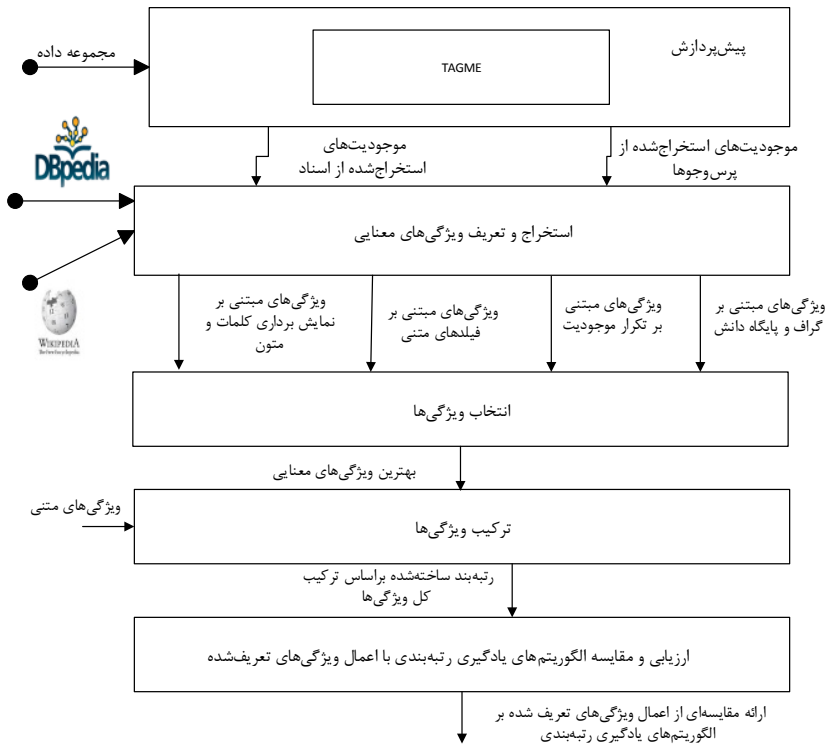 مجموعه داده
پیش‌پردازش
TAGME
موجودیت‌های استخراج‌شده از
پرس‌وجوها
موجودیت‌های
استخراج‌شده از اسناد
DBpedia
استخراج و تعریف ویژگی‌های معنایی
WIKIPEDIA
The Free Encyclopedia
ویژگی‌های مبتنی بر
گراف و پایگاه دانش
ویژگی‌های مبتنی
بر تکرار موجودیت
ویژگی‌های مبتنی بر
فیلدهای متنی
ویژگی‌های مبتنی بر
نمایش برداری کلمات و
متون
انتخاب ویژگی‌ها
بهترین ویژگی‌های معنایی
ویژگی‌های متنی
ترکیب ویژگی‌ها
رتبه‌بند ساخته‌شده براساس ترکیب
کل ویژگی‌ها
ارزیابی و مقایسه الگوریتم‌های یادگیری رتبه‌بندی با اعمال ویژگی‌های تعریف‌شده
ارائه مقایسه‌ای از اعمال ویژگی‌های تعریف شده بر
الگوریتم‌های یادگیری رتبه‌بندی